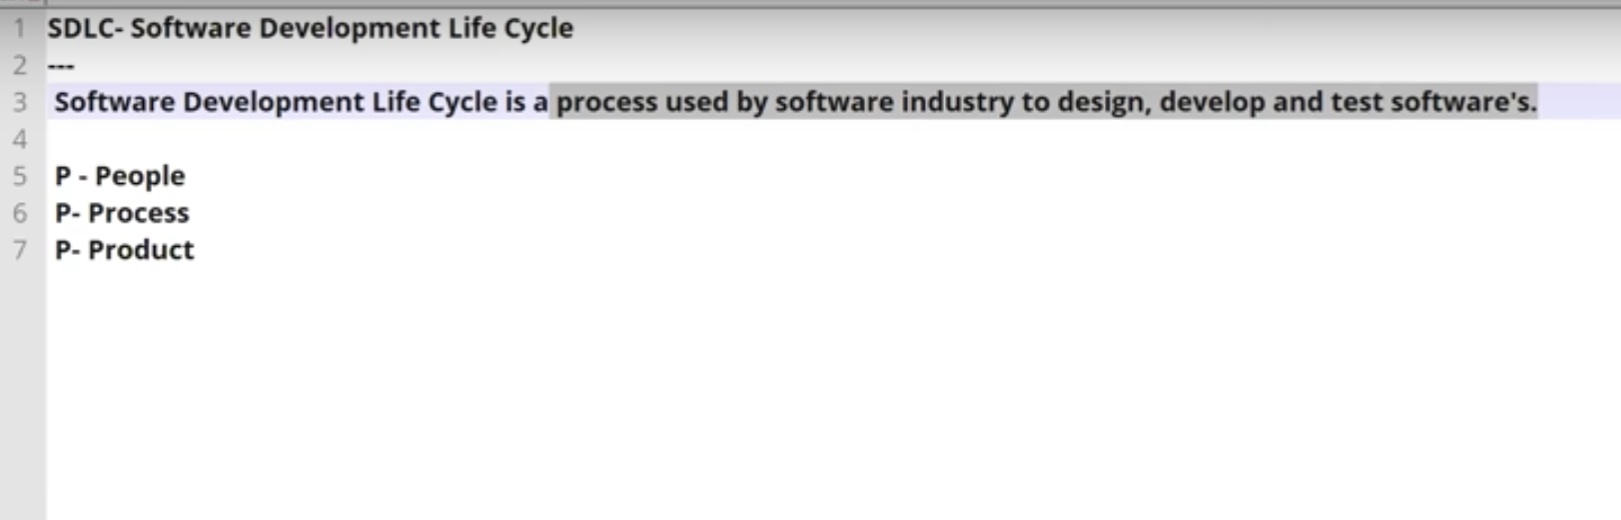 1 SDLC- Software Development Life Cycle
2 ---
3 Software Development Life Cycle is a process used by software industry to design, develop and test software's.
4
5 P - People
6 P- Process
7 P- Product